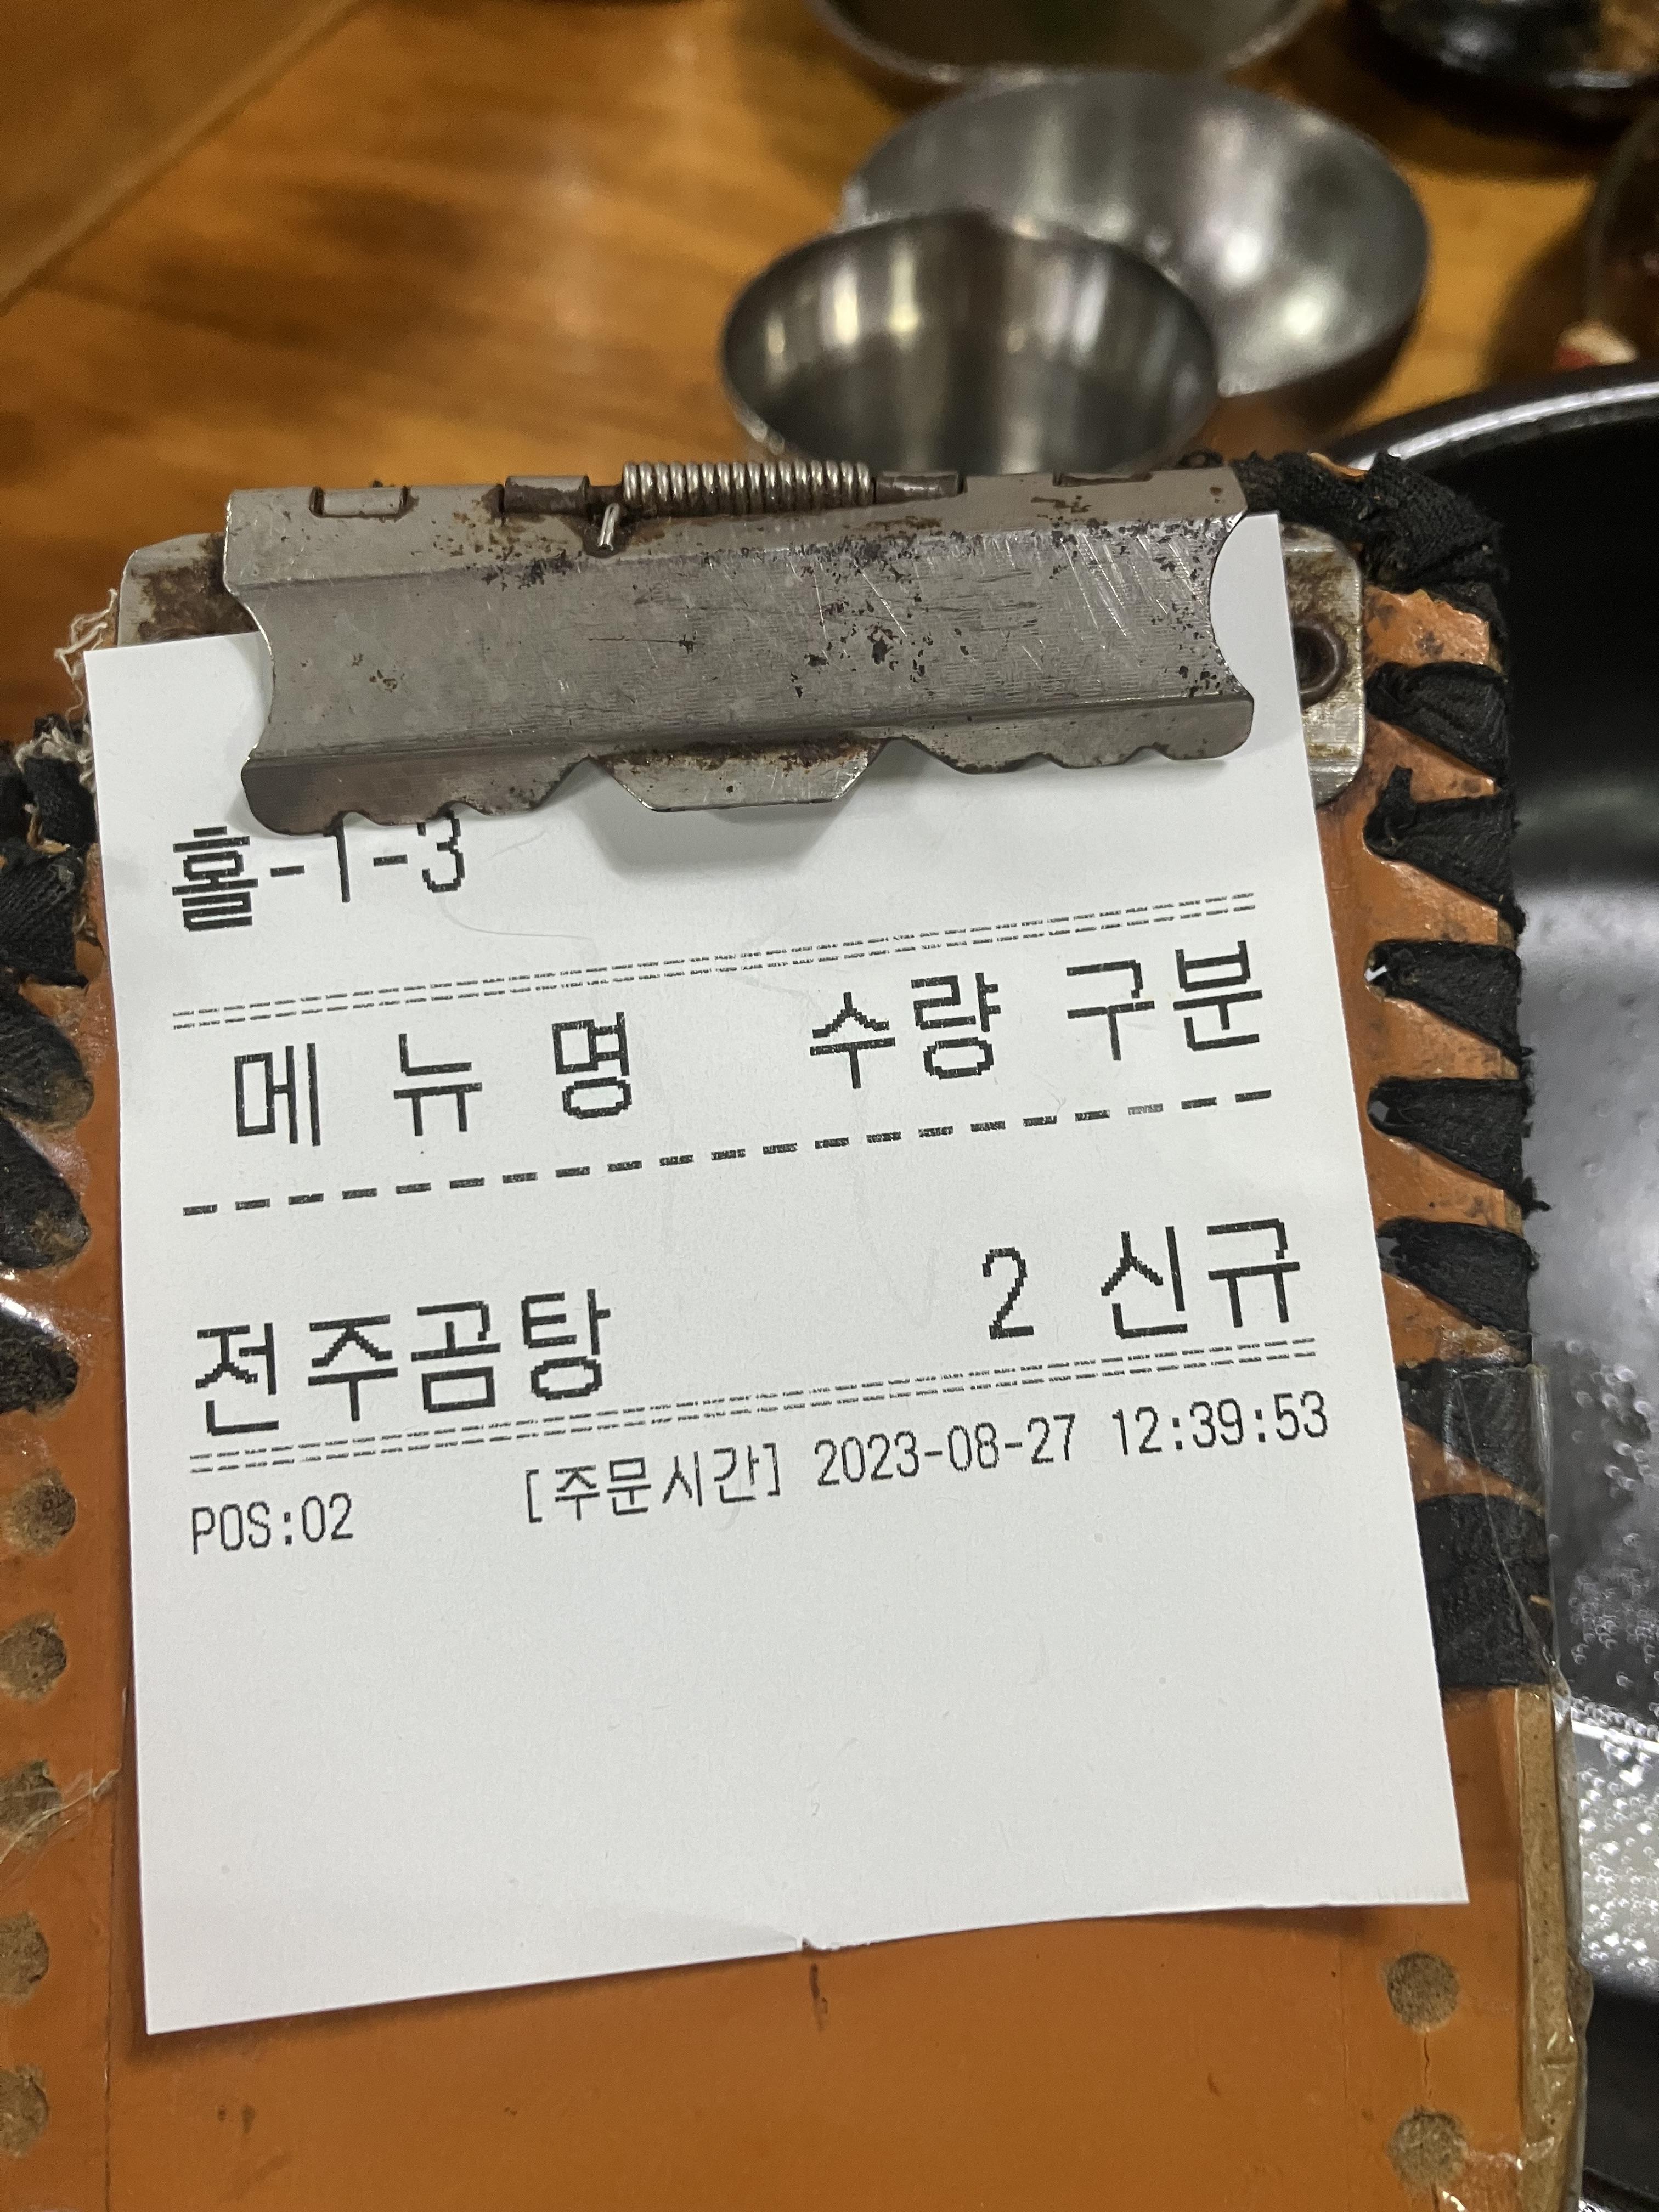 홀-1-3
메 뉴 명 수량 구분
전주곰탕 2 신규
POS:02 [주문시간] 2023-08-27 12:39:53